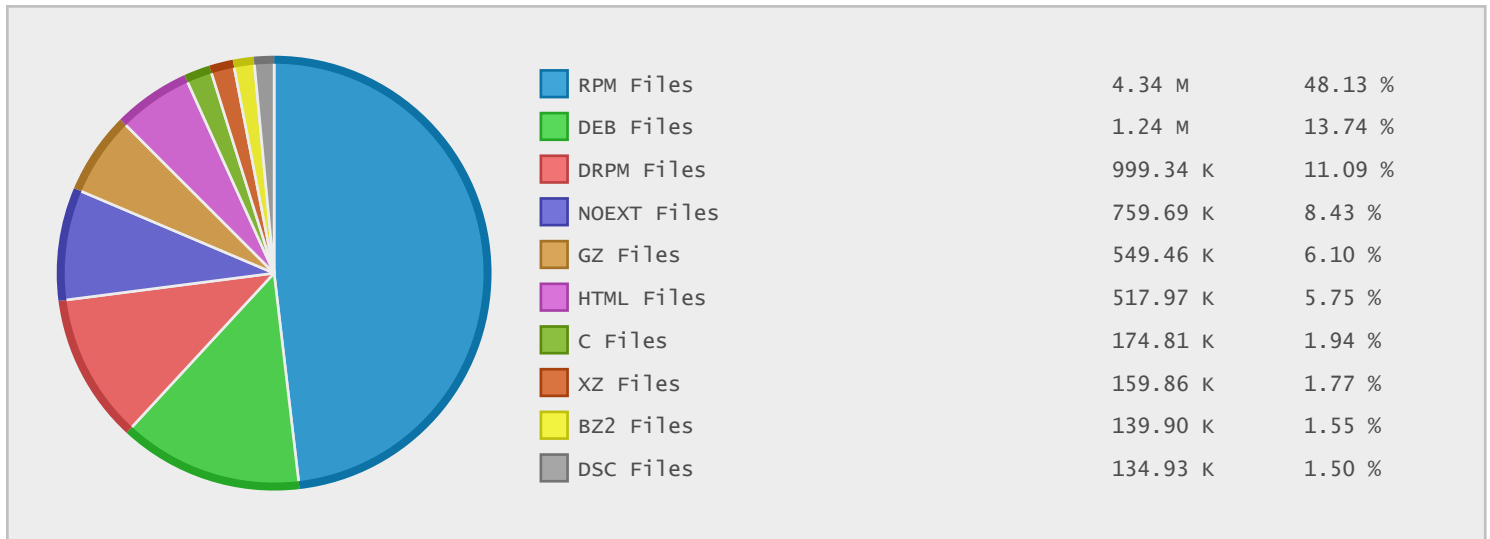 RPM Files 4.34 M 48.13 %
DEB Files 1.24 M 13.74 %
DRPM Files 999.34 K 11.09 %
NOEXT Files 759.69 K 8.43 %
GZ Files 549.46 K 6.10 %
HTML Files 517.97 K 5.75 %
C Files 174.81 K 1.94 %
XZ Files 159.86 K 1.77 %
BZ2 Files 139.90 K 1.55 %
DSC Files 134.93 K 1.50 %